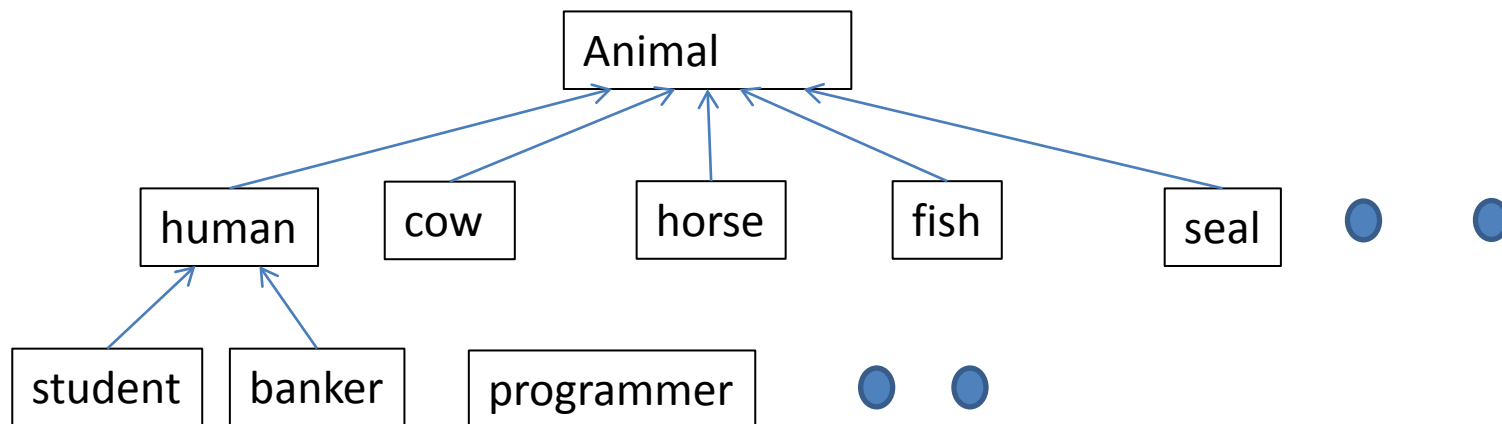 Animal
human
cow
horse
fish
seal
student
banker
programmer